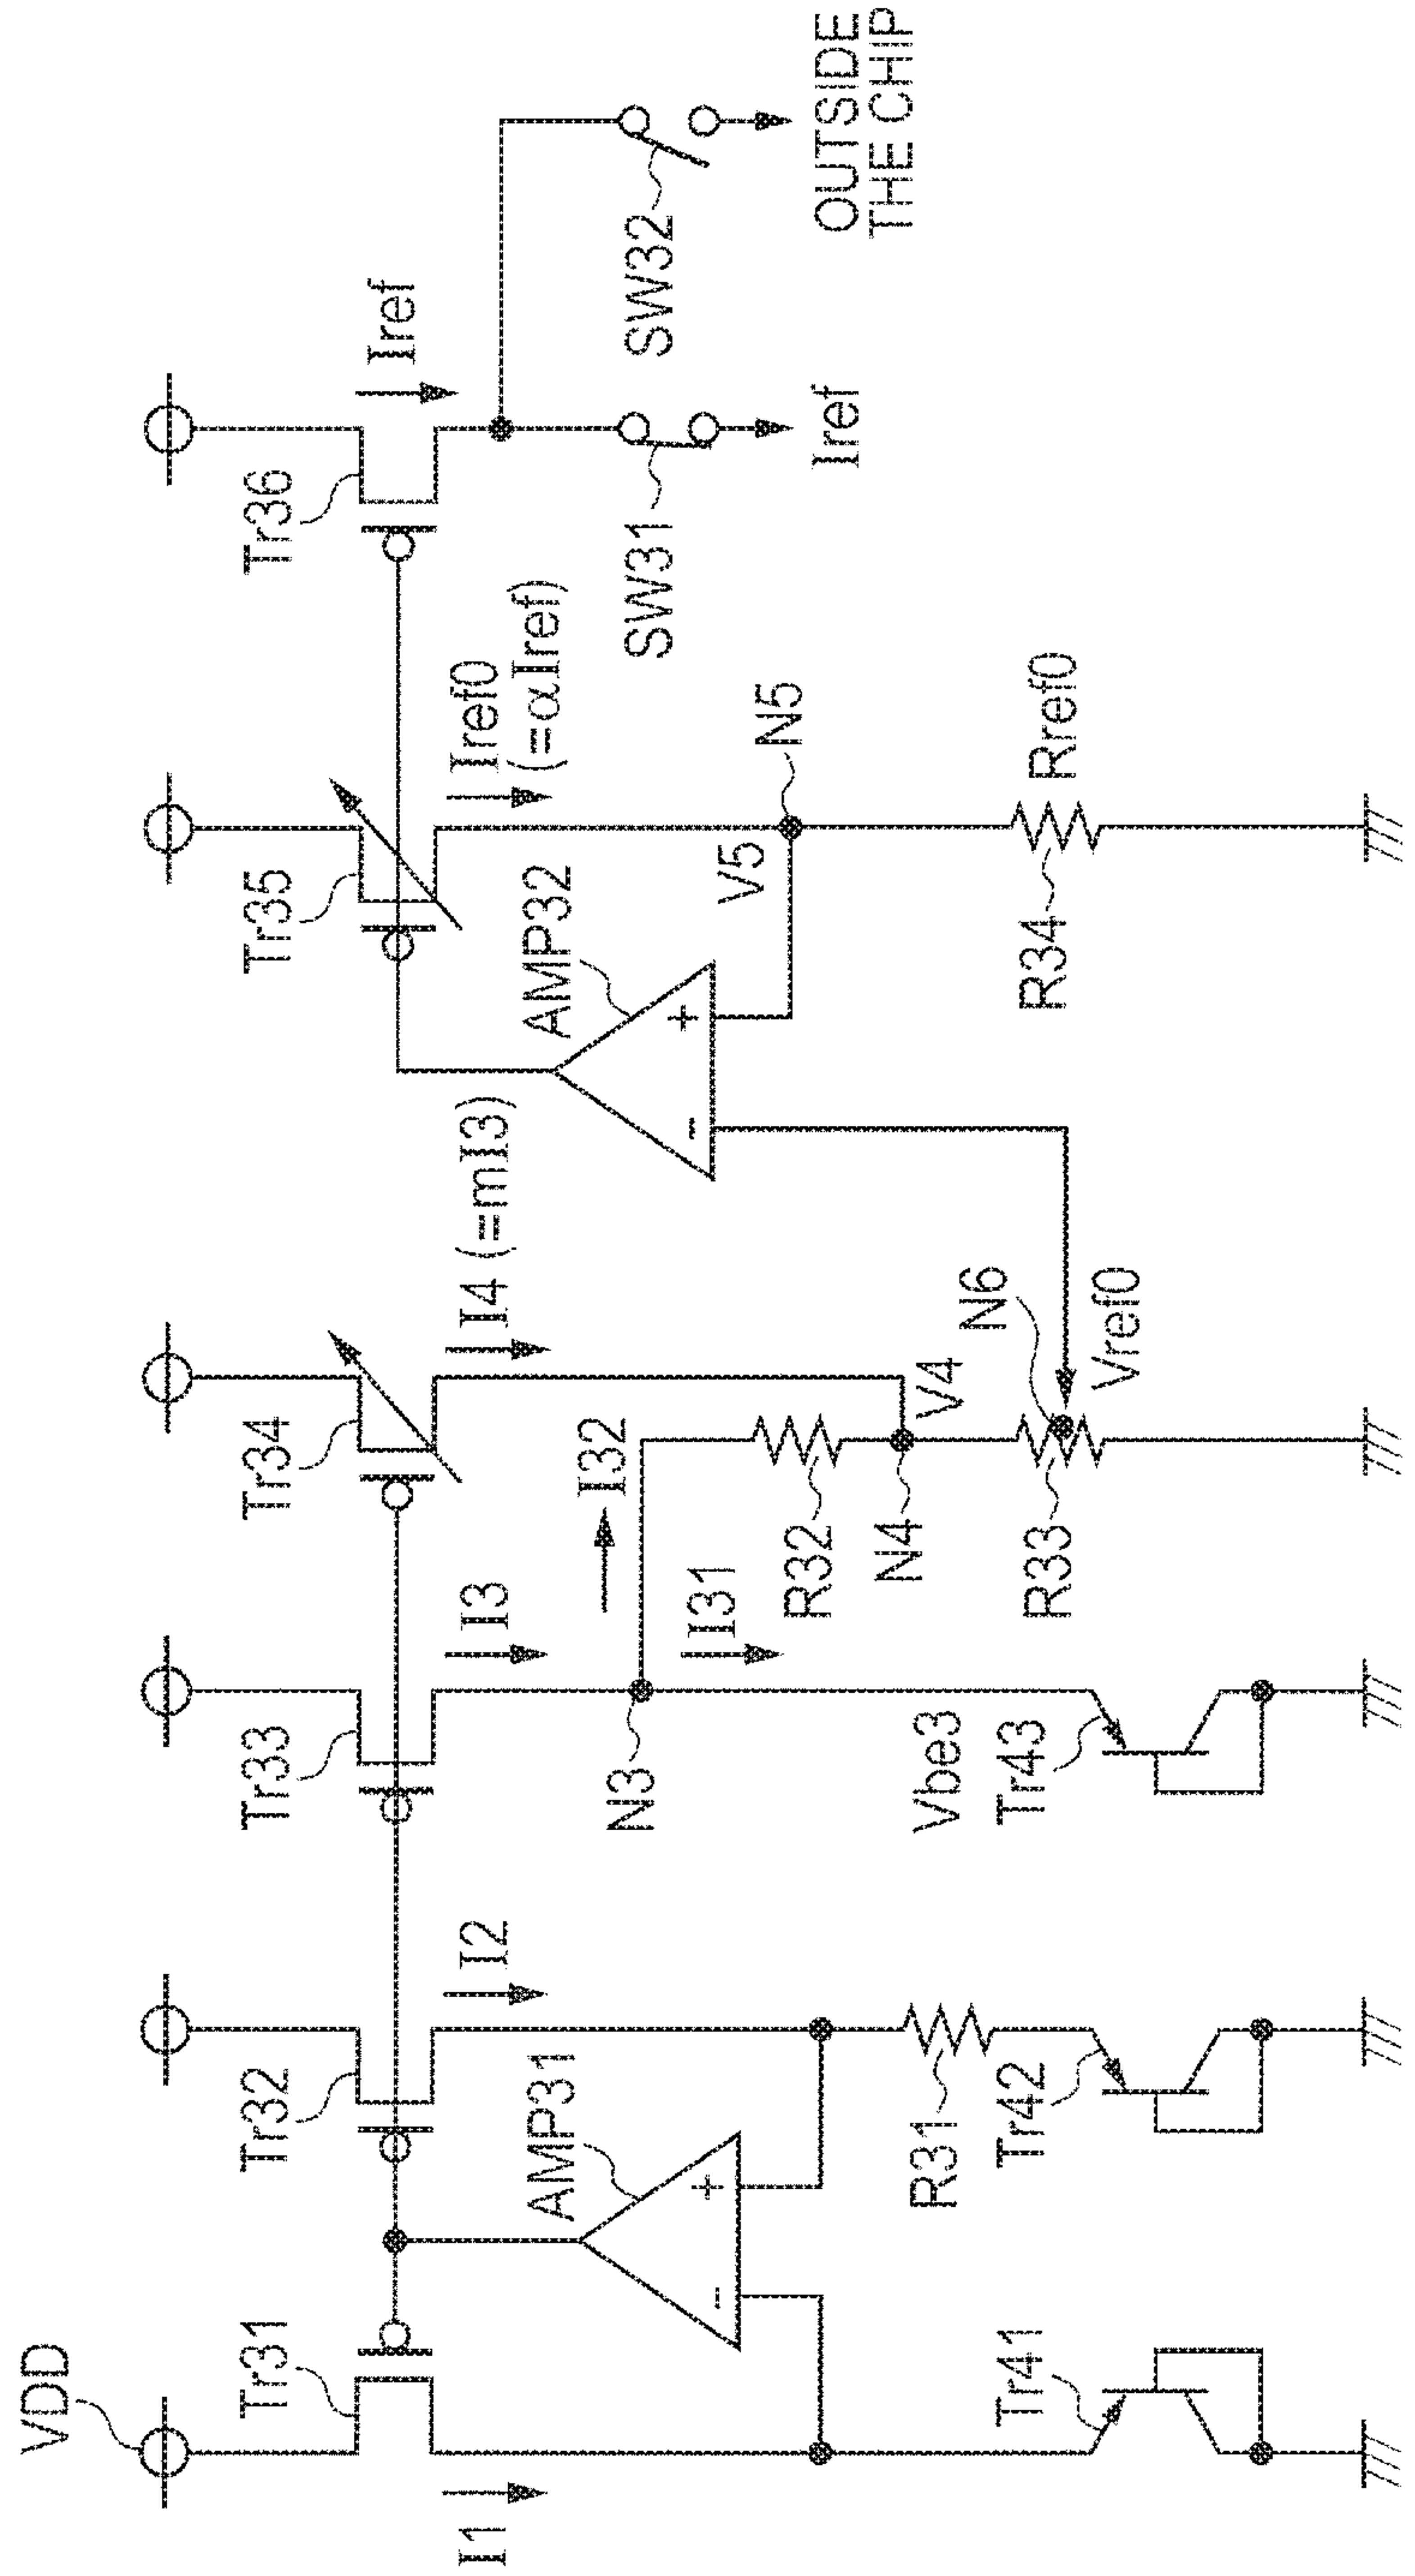 VDD
Tr31
Tr32
Tr33
Tr34
Tr35
Tr36
I1
I2
I3
I4 (=mI3)
Iref0
(=αIref)
Iref
AMP31
AMP32
-
+
-
+
N3
I32
I31
R32
N4
V4
V5
N5
SW31
SW32
Iref
OUTSIDE
THE CHIP
Vbe3
R31
R33
N6
Vref0
R34
Rref0
Tr41
Tr42
Tr43